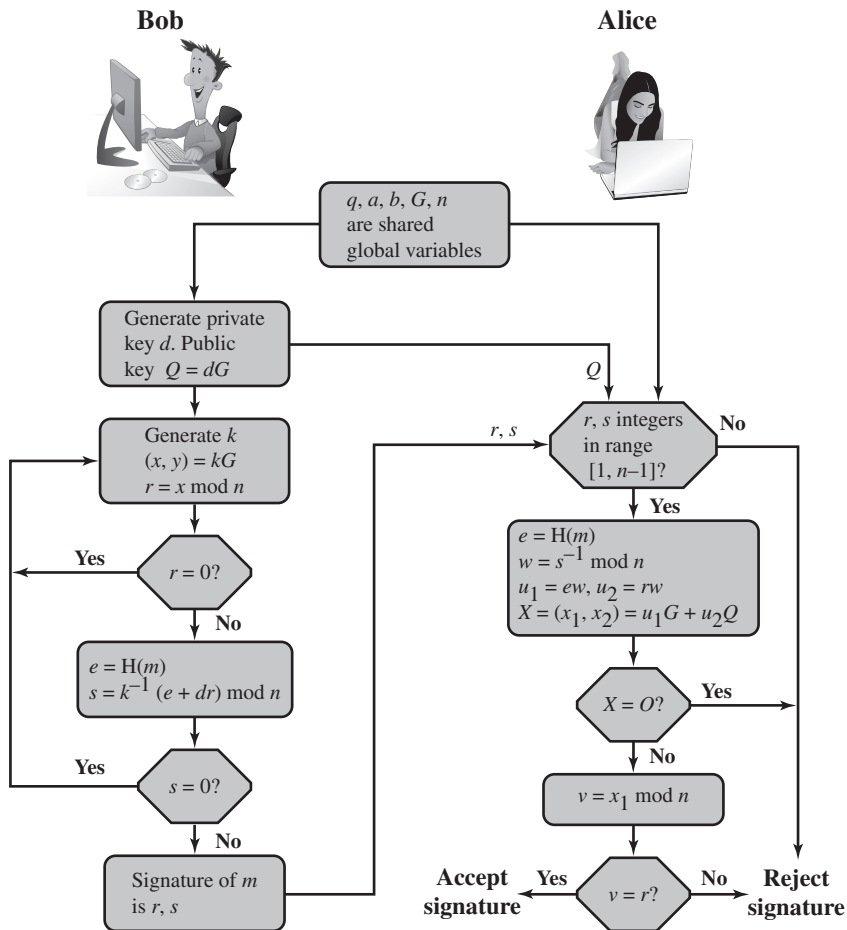 Bob
Alice
q, a, b, G, n
are shared
global variables
Generate private
key d. Public
key Q = dG
Q
Generate k
(x, y) = kG
r = x mod n
r, s
r, s integers
in range
[1, n–1]?
No
Yes
Yes
r = 0?
No
e = H(m)
w = s⁻¹ mod n
u₁ = ew, u₂ = rw
X = (x₁, x₂) = u₁G + u₂Q
e = H(m)
s = k⁻¹ (e + dr) mod n
X = O?
Yes
No
Yes
s = 0?
No
v = x₁ mod n
Signature of m
is r, s
Accept
signature
Yes
v = r?
No
Reject
signature